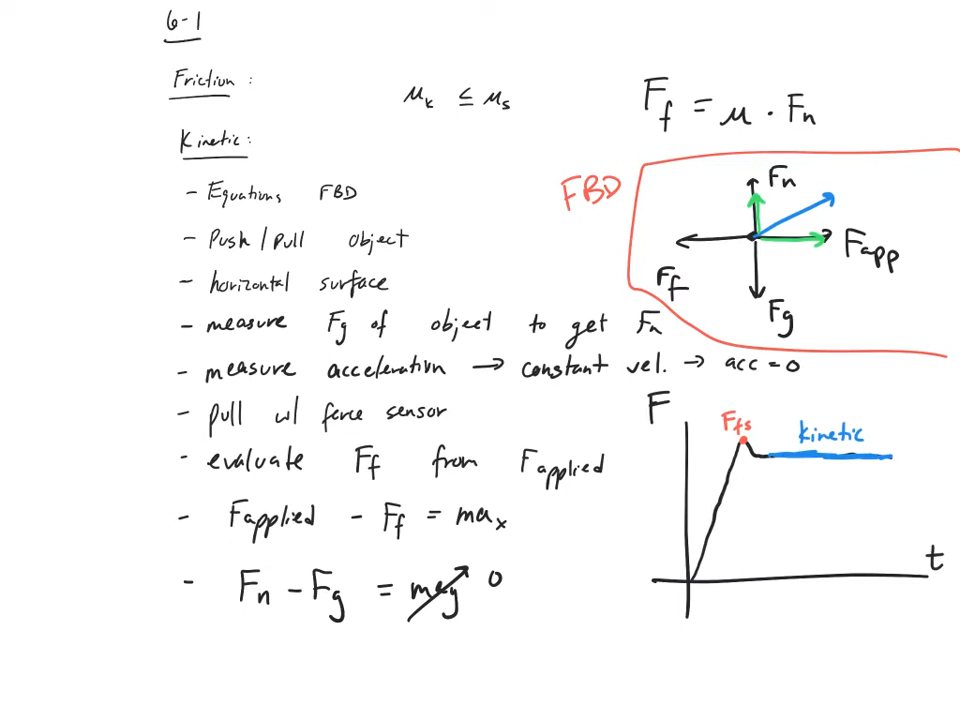 6-1
Friction:
μk ≤ μs
Ff = μ · Fn
Kinetic:
- Equations FBD
- Push/pull object
- horizontal surface
- measure Fg of object to get Fn
- measure acceleration → constant vel. → acc = 0
- pull w/ force sensor
- evaluate Ff from Fapplied
- Fapplied - Ff = max
- Fn - Fg = may 0
FBD
Fn
Fapp
Ff
Fg
F
Ffs
kinetic
t